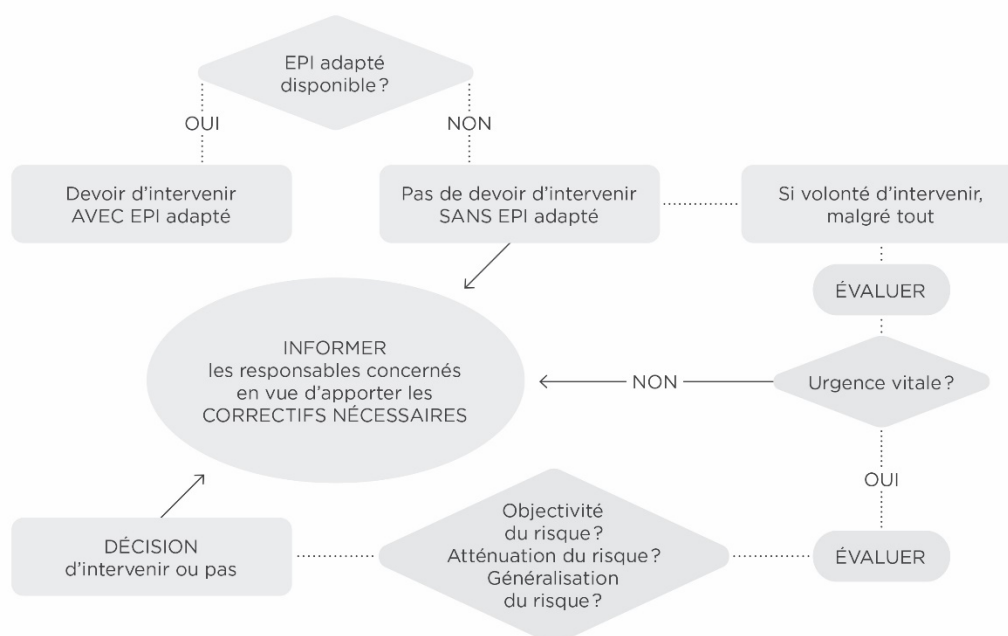 EPI adapté
disponible ?
OUI
NON
Devoir d'intervenir
AVEC EPI adapté
Pas de devoir d'intervenir
SANS EPI adapté
Si volonté d'intervenir,
malgré tout
ÉVALUER
INFORMER
les responsables concernés
en vue d'apporter les
CORRECTIFS NÉCESSAIRES
NON
Urgence vitale ?
OUI
DÉCISION
d'intervenir ou pas
Objectivité
du risque ?
Atténuation du risque ?
Généralisation
du risque ?
ÉVALUER